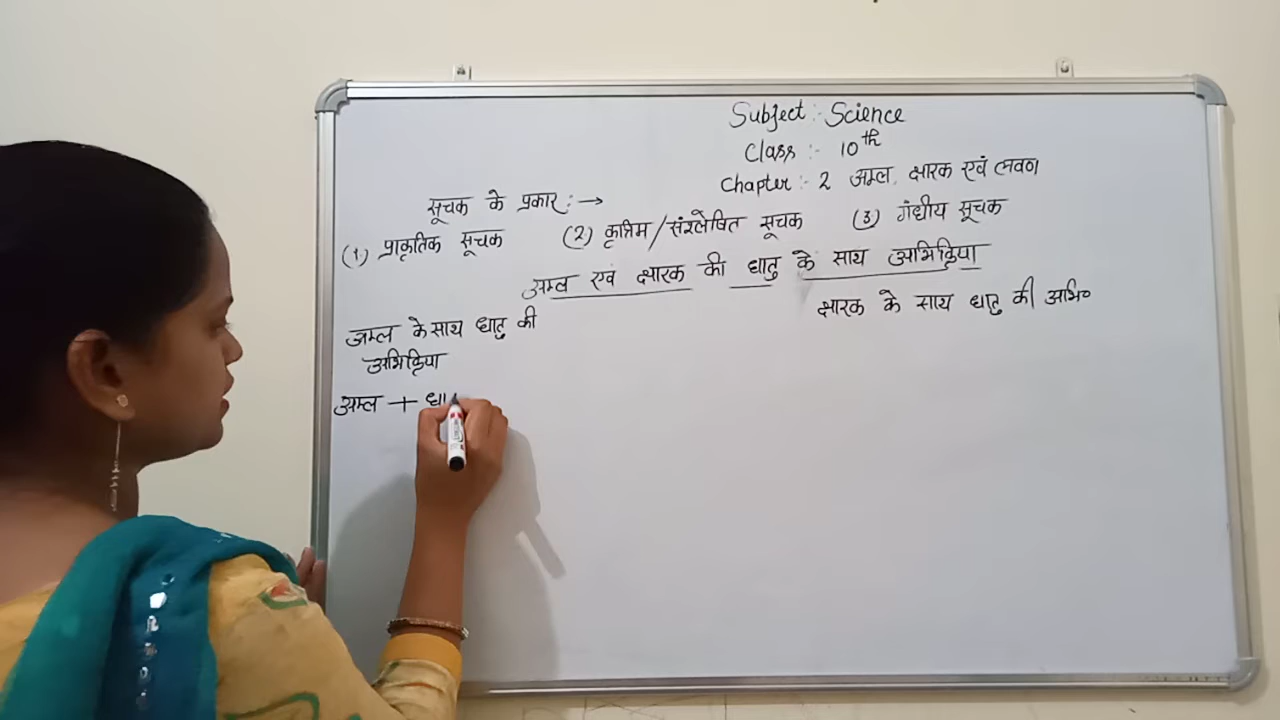 Subject:- Science
Class :- 10th
Chapter :- 2 अम्ल, क्षारक एवं लवण
सूचक के प्रकार :→
(1) प्राकृतिक सूचक (2) कृत्रिम/संश्लेषित सूचक (3) गंधीय सूचक
अम्ल एवं क्षारक की धातु के साथ अभिक्रिया
अम्ल के साथ धातु की
अभिक्रिया
क्षारक के साथ धातु की अभि०
अम्ल + धा